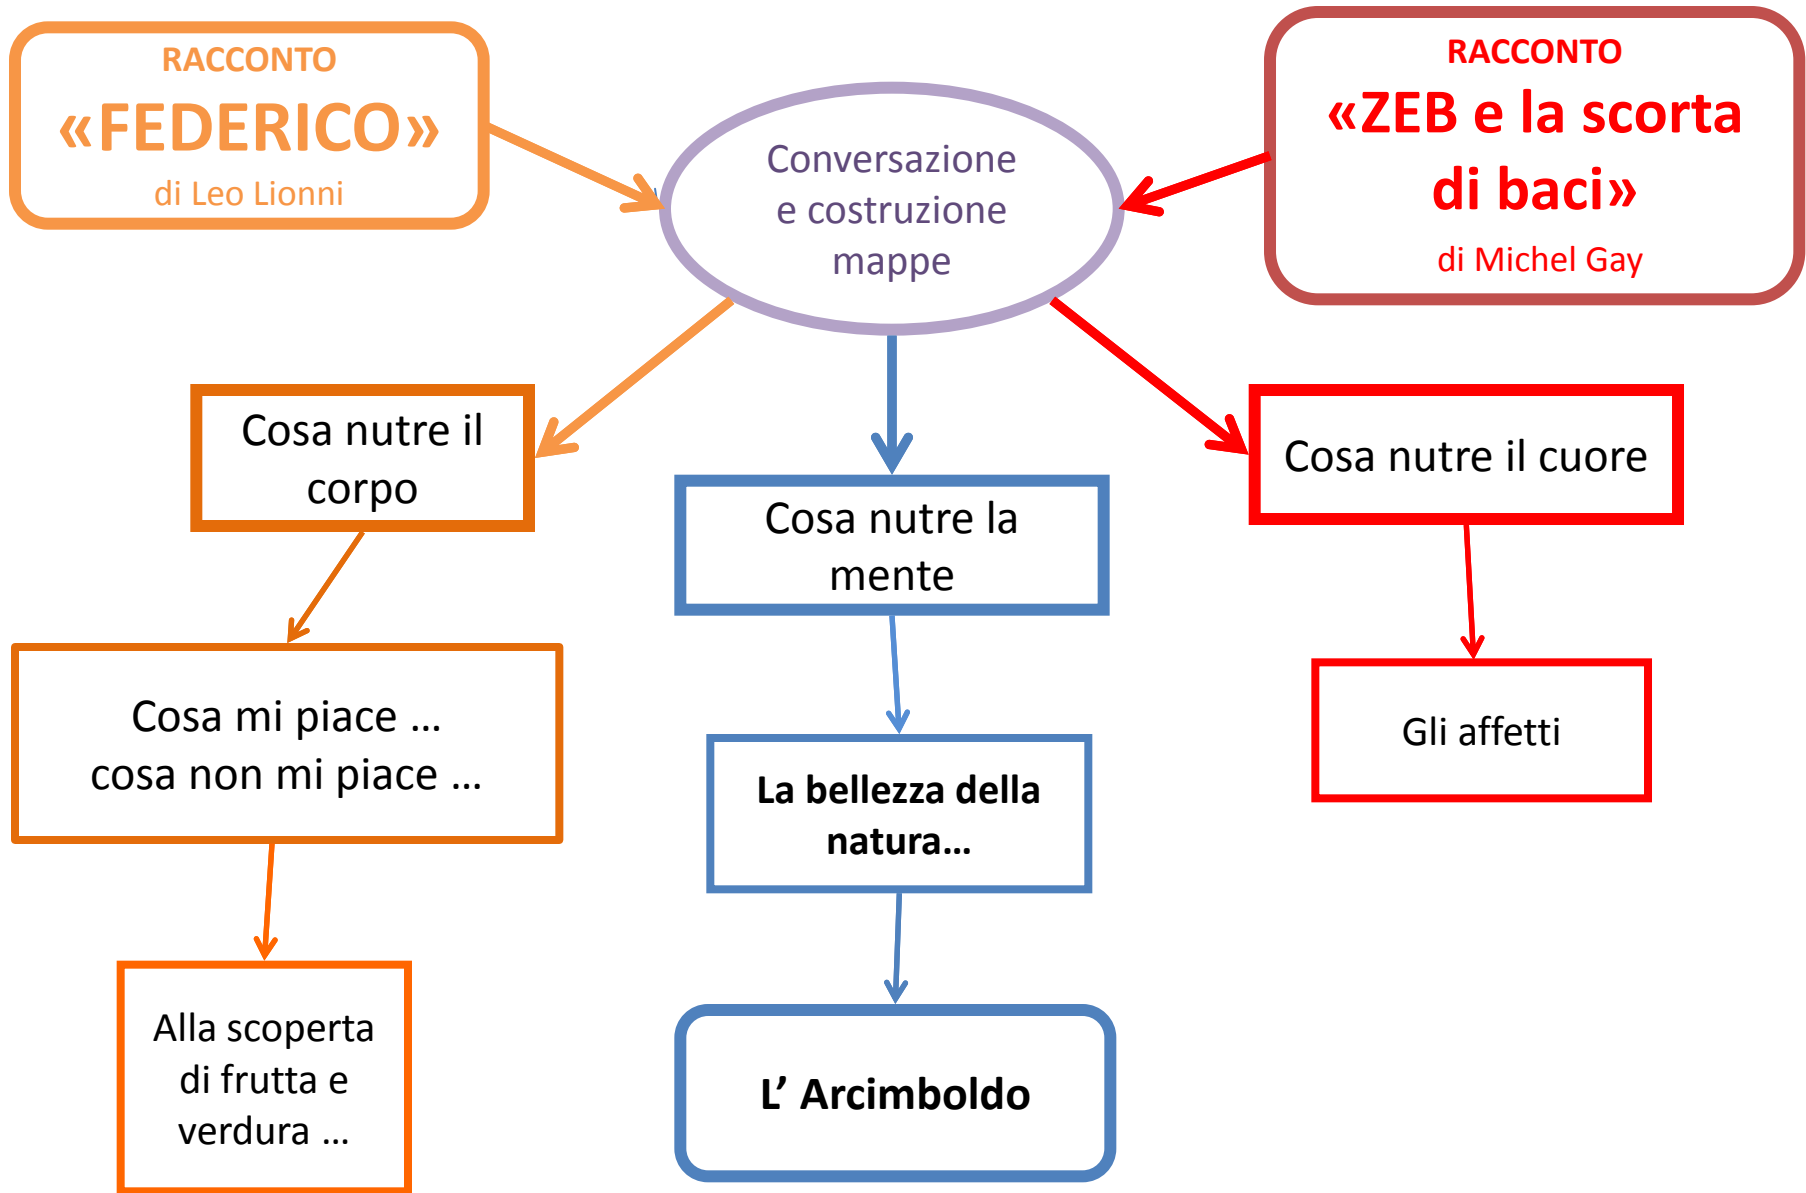 RACCONTO
«FEDERICO»
di Leo Lionni
RACCONTO
«ZEB e la scorta
di baci»
di Michel Gay
Conversazione
e costruzione
mappe
Cosa nutre il
corpo
Cosa nutre la
mente
Cosa nutre il cuore
Cosa mi piace ...
cosa non mi piace ...
La bellezza della
natura...
Gli affetti
Alla scoperta
di frutta e
verdura ...
L’ Arcimboldo